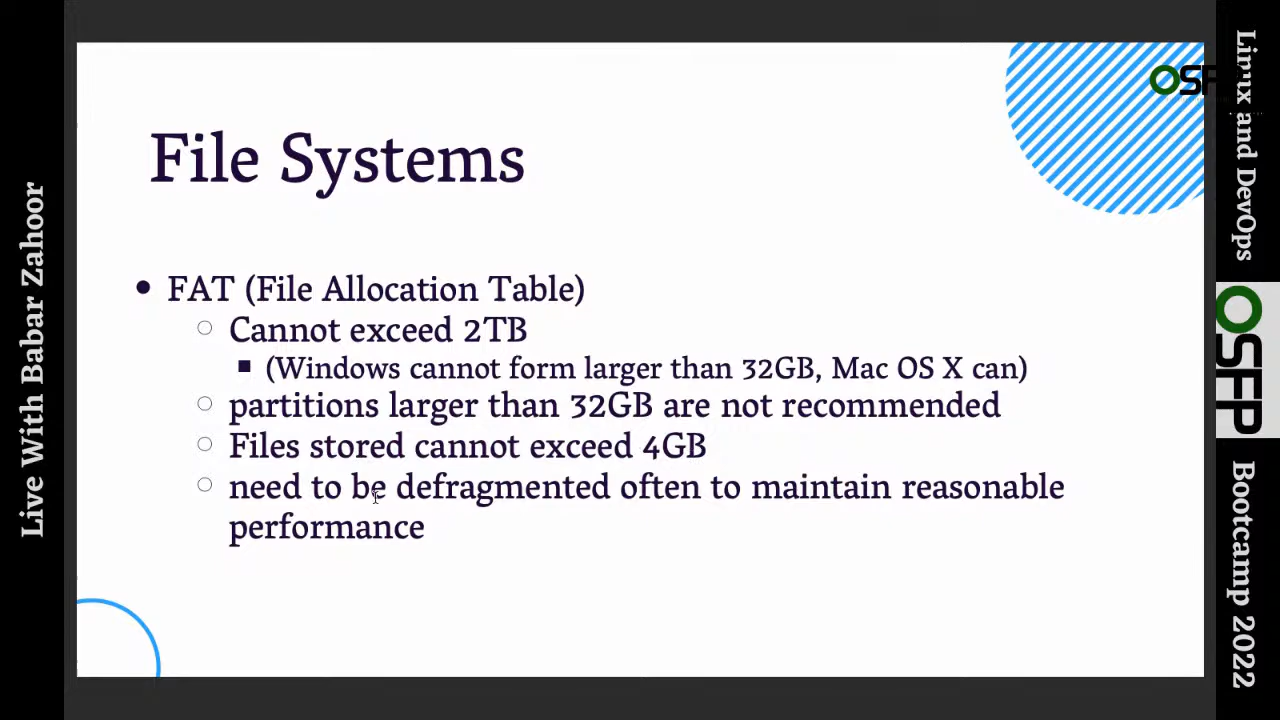 Live With Babar Zahoor
File Systems
• FAT (File Allocation Table)
○ Cannot exceed 2TB
■ (Windows cannot form larger than 32GB, Mac OS X can)
○ partitions larger than 32GB are not recommended
○ Files stored cannot exceed 4GB
○ need to be defragmented often to maintain reasonable
performance
OSFP
Linux and DevOps
OSFP
Bootcamp 2022